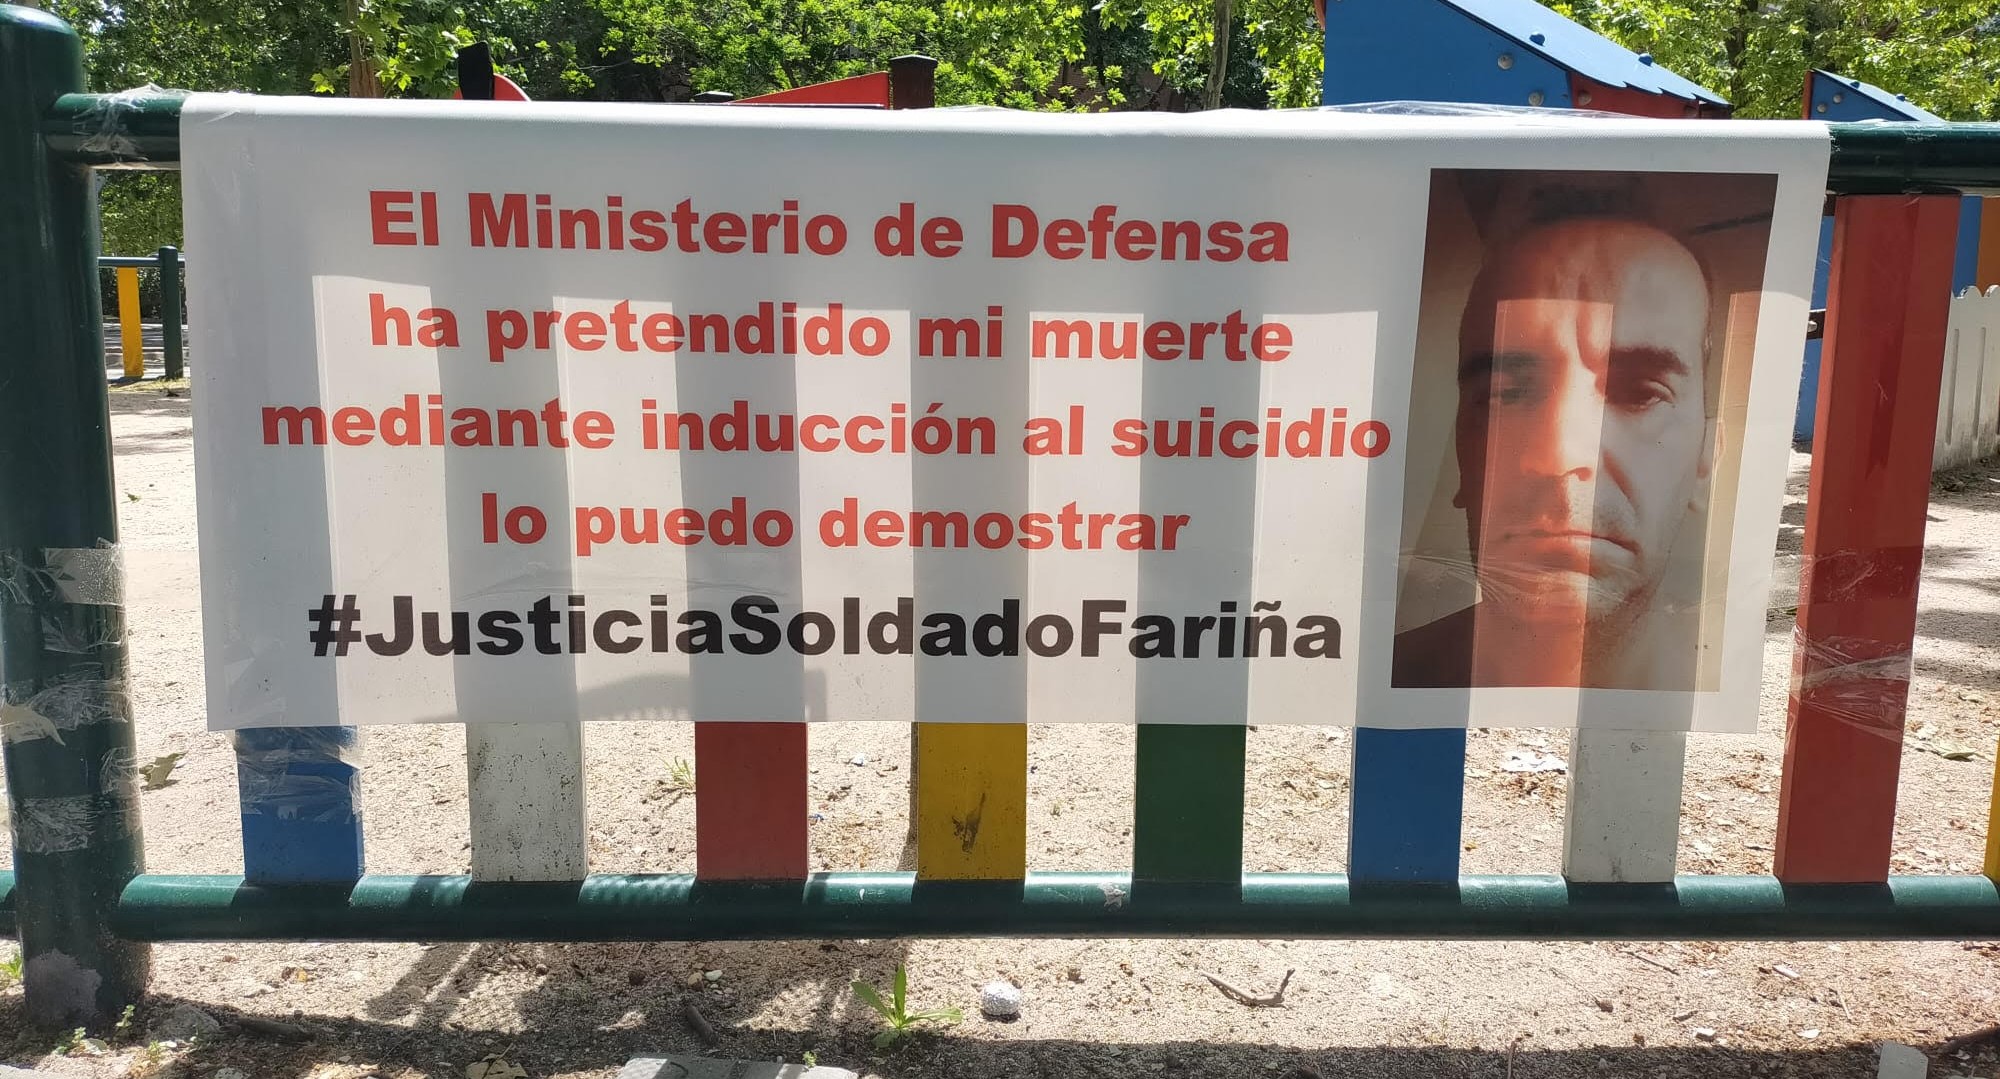 El Ministerio de Defensa
ha pretendido mi muerte
mediante inducción al suicidio
lo puedo demostrar
#JusticiaSoldadoFariña